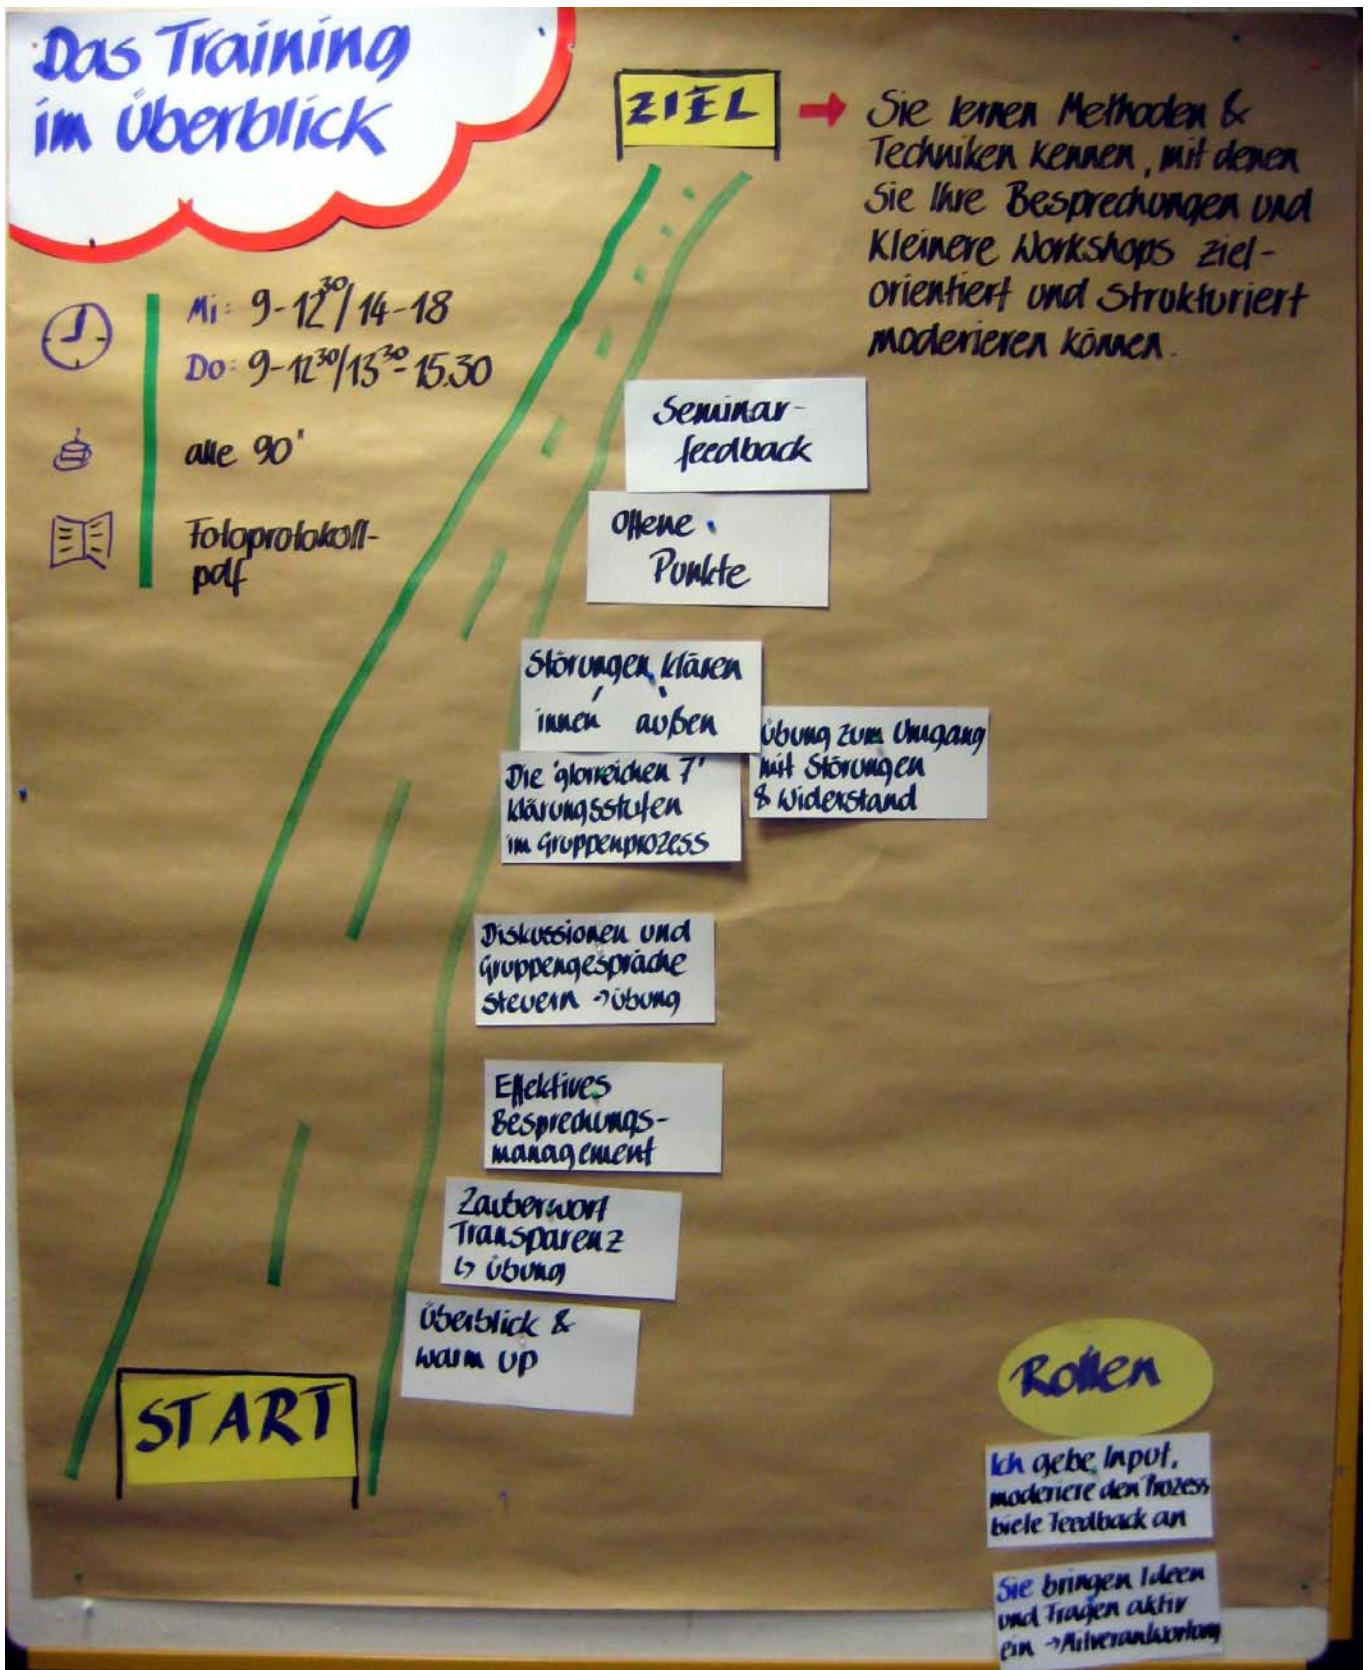 Das Training
im Überblick
ZIEL
Sie lernen Methoden &
Techniken kennen, mit denen
Sie Ihre Besprechungen und
kleinere Workshops ziel-
orientiert und strukturiert
moderieren können.
Mi: 9-12³⁰/14-18
Do: 9-12³⁰/13³⁰-15.30
alle 90'
Fotoprotokoll-
pdf
Seminar-
feedback
Offene
Punkte
Störungen klären
innen außen
Übung zum Umgang
mit Störungen
& Widerstand
Die 'glorreichen 7'
Klärungsstufen
im Gruppenprozess
Diskussionen und
Gruppengespräche
steuern → Übung
Effektives
Besprechungs-
management
Zauberwort
Transparenz
↳ Übung
Überblick &
warm up
START
Rollen
Ich gebe Input,
moderiere den Prozess
biete Feedback an
Sie bringen Ideen
und Fragen aktiv
ein → Mitverantwortung